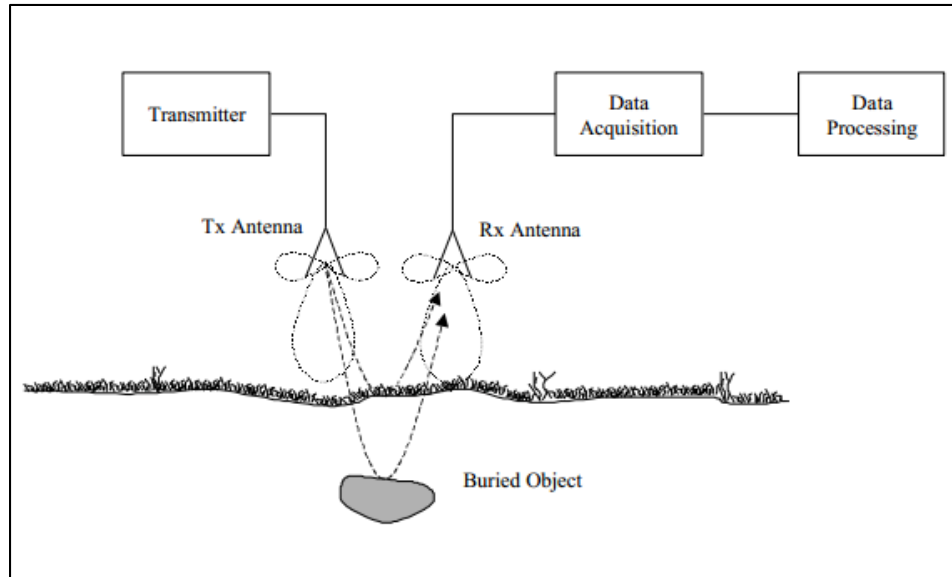 Transmitter
Data
Acquisition
Data
Processing
Tx Antenna
Rx Antenna
Buried Object